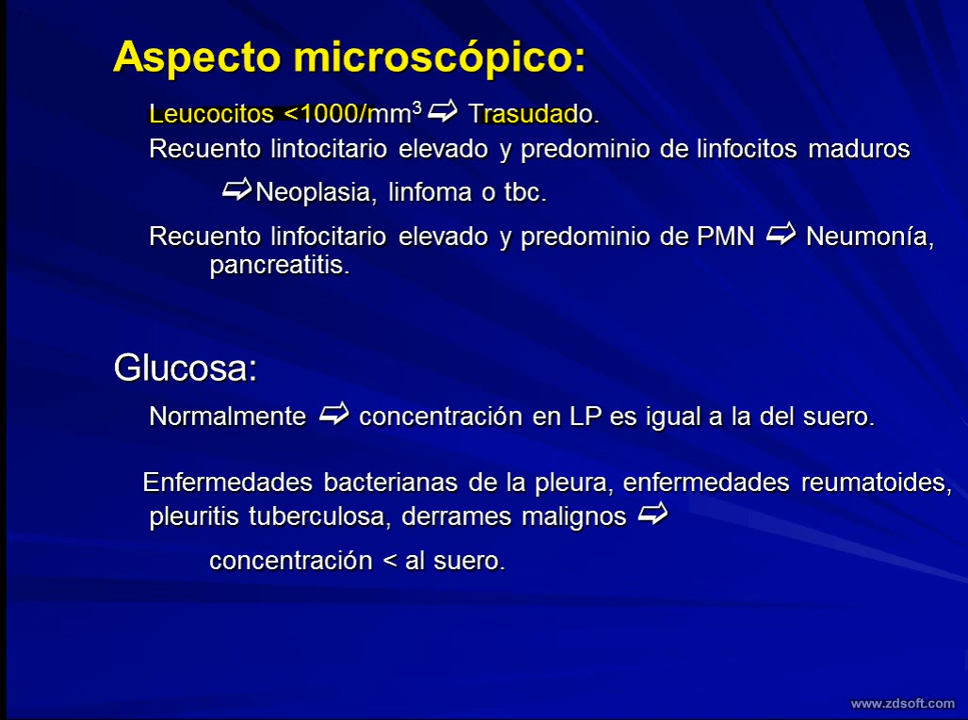 Aspecto microscópico:
Leucocitos <1000/mm³ ⇨ Trasudado.
Recuento lintocitario elevado y predominio de linfocitos maduros
⇨ Neoplasia, linfoma o tbc.
Recuento linfocitario elevado y predominio de PMN ⇨ Neumonía,
pancreatitis.
Glucosa:
Normalmente ⇨ concentración en LP es igual a la del suero.
Enfermedades bacterianas de la pleura, enfermedades reumatoides,
pleuritis tuberculosa, derrames malignos ⇨
concentración < al suero.
www.zdsoft.com